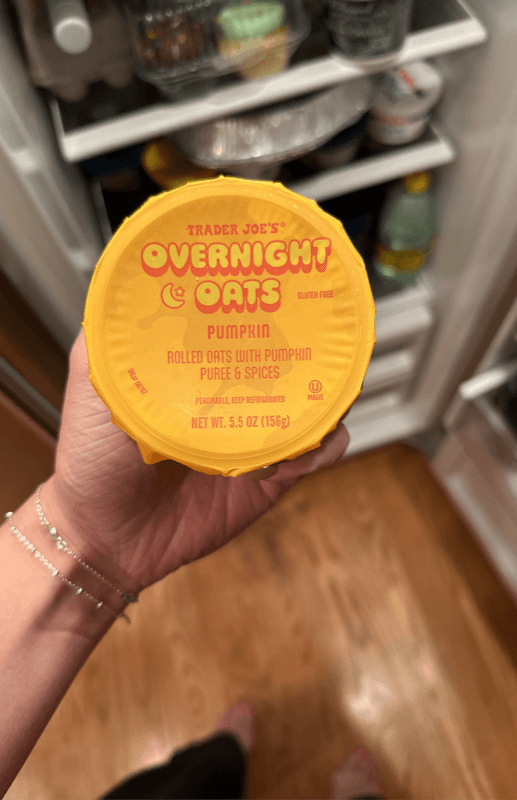 TRADER JOE'S®
OVERNIGHT
OATS
GLUTEN FREE
PUMPKIN
ROLLED OATS WITH PUMPKIN
PUREE & SPICES
PERISHABLE, KEEP REFRIGERATED
U
PAREVE
NET WT. 5.5 OZ (156g)